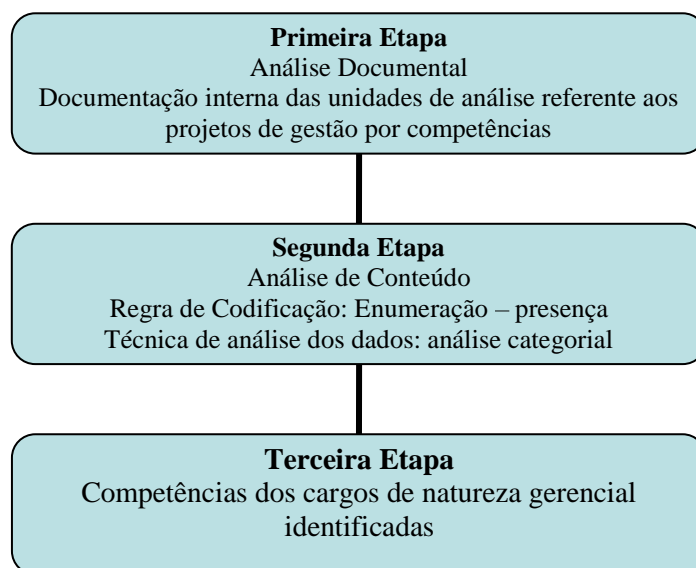 Primeira Etapa
Análise Documental
Documentação interna das unidades de análise referente aos
projetos de gestão por competências
Segunda Etapa
Análise de Conteúdo
Regra de Codificação: Enumeração – presença
Técnica de análise dos dados: análise categorial
Terceira Etapa
Competências dos cargos de natureza gerencial
identificadas